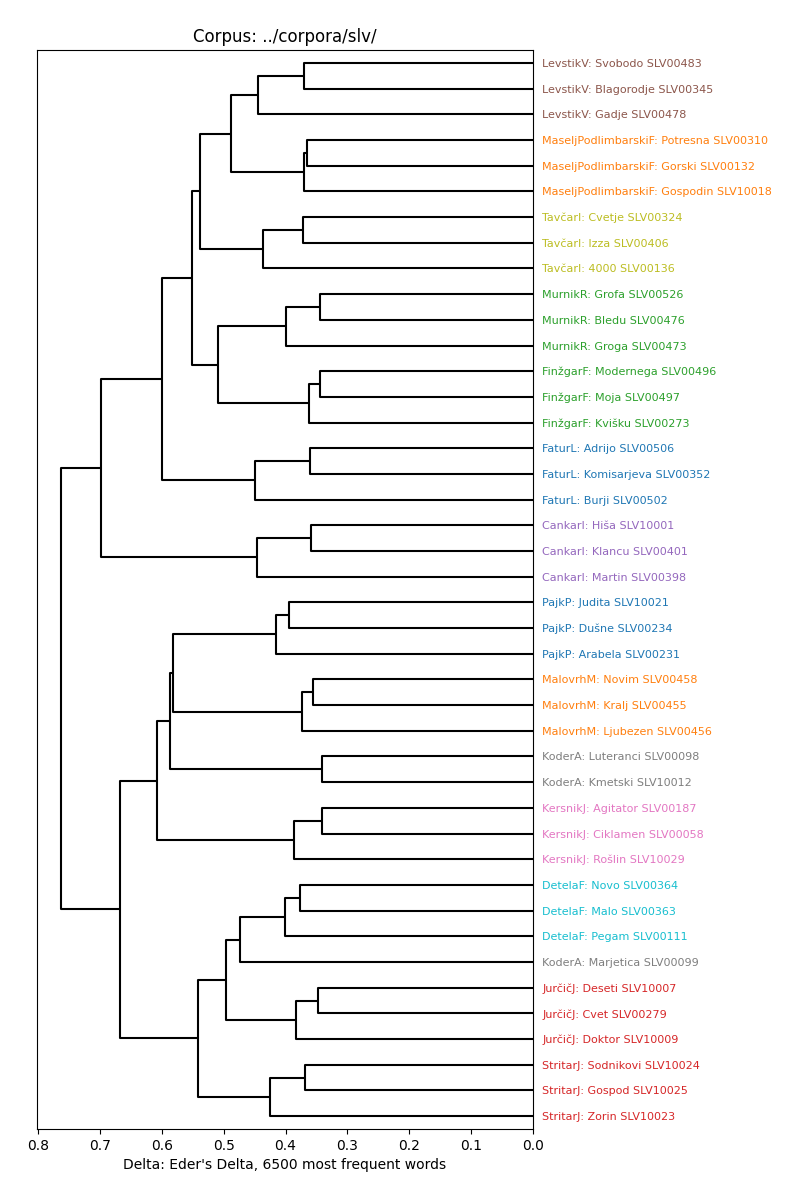 Corpus: ../corpora/slv/
LevstikV: Svobodo SLV00483
LevstikV: Blagorodje SLV00345
LevstikV: Gadje SLV00478
MaseljPodlimbarskiF: Potresna SLV00310
MaseljPodlimbarskiF: Gorski SLV00132
MaseljPodlimbarskiF: Gospodin SLV10018
TavčarI: Cvetje SLV00324
TavčarI: Izza SLV00406
TavčarI: 4000 SLV00136
MurnikR: Grofa SLV00526
MurnikR: Bledu SLV00476
MurnikR: Groga SLV00473
FinžgarF: Modernega SLV00496
FinžgarF: Moja SLV00497
FinžgarF: Kvišku SLV00273
FaturL: Adrijo SLV00506
FaturL: Komisarjeva SLV00352
FaturL: Burji SLV00502
CankarI: Hiša SLV10001
CankarI: Klancu SLV00401
CankarI: Martin SLV00398
PajkP: Judita SLV10021
PajkP: Dušne SLV00234
PajkP: Arabela SLV00231
MalovrhM: Novim SLV00458
MalovrhM: Kralj SLV00455
MalovrhM: Ljubezen SLV00456
KoderA: Luteranci SLV00098
KoderA: Kmetski SLV10012
KersnikJ: Agitator SLV00187
KersnikJ: Ciklamen SLV00058
KersnikJ: Rošlin SLV10029
DetelaF: Novo SLV00364
DetelaF: Malo SLV00363
DetelaF: Pegam SLV00111
KoderA: Marjetica SLV00099
JurčičJ: Deseti SLV10007
JurčičJ: Cvet SLV00279
JurčičJ: Doktor SLV10009
StritarJ: Sodnikovi SLV10024
StritarJ: Gospod SLV10025
StritarJ: Zorin SLV10023
0.8 0.7 0.6 0.5 0.4 0.3 0.2 0.1 0.0
Delta: Eder's Delta, 6500 most frequent words